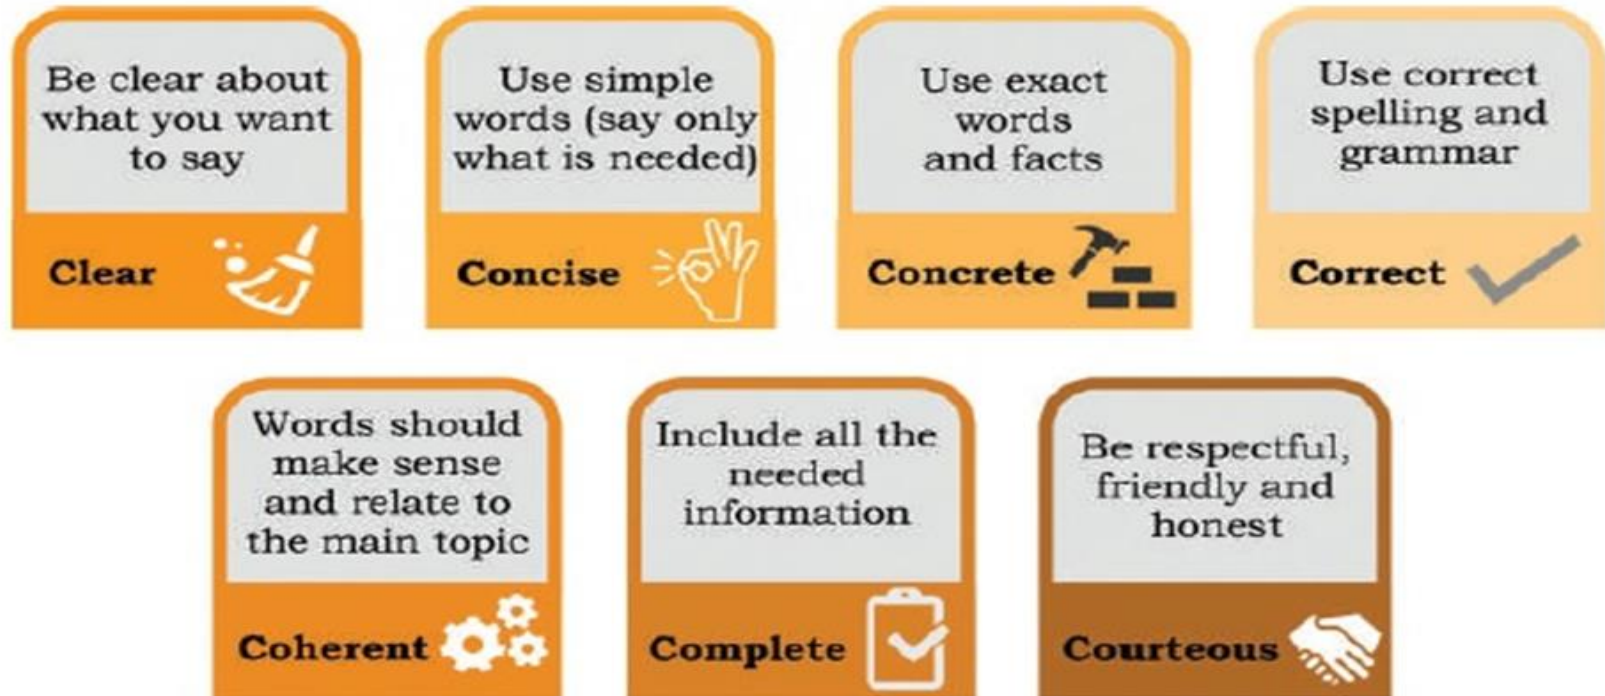 Be clear about
what you want
to say
Clear
Use simple
words (say only
what is needed)
Concise
Use exact
words
and facts
Concrete
Use correct
spelling and
grammar
Correct
Words should
make sense
and relate to
the main topic
Coherent
Include all the
needed
information
Complete
Be respectful,
friendly and
honest
Courteous